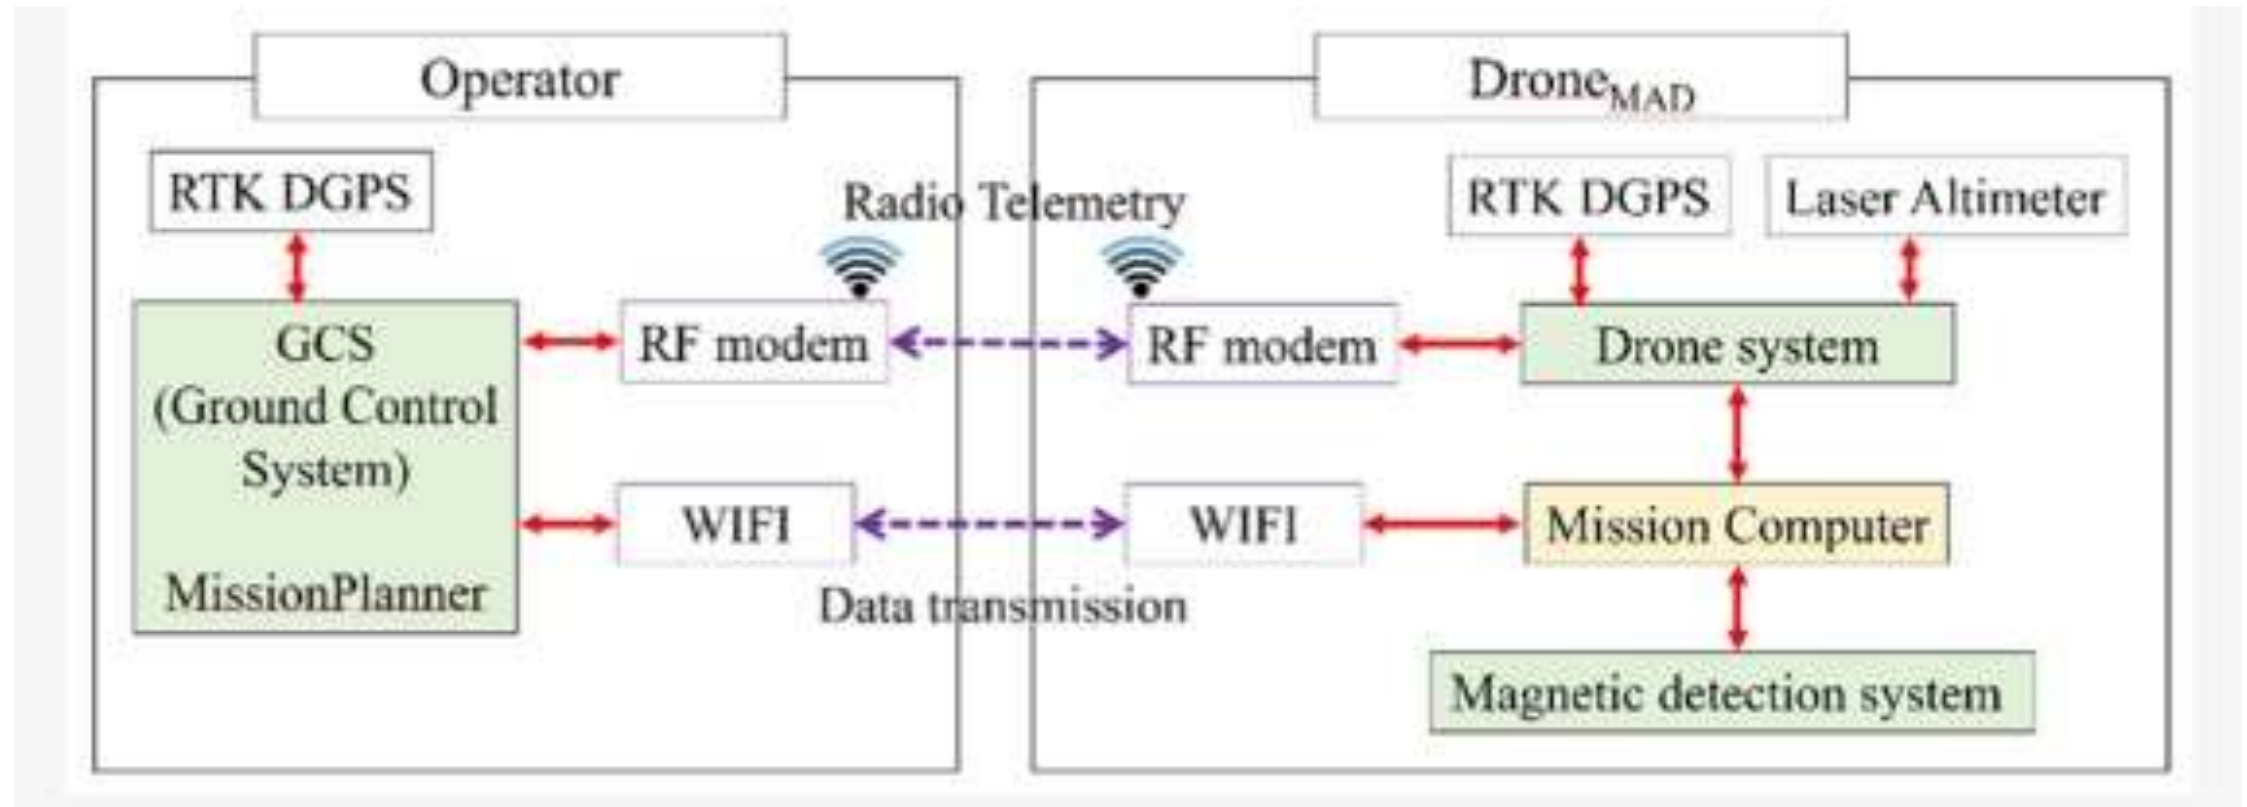 Operator
DroneMAD
RTK DGPS
Radio Telemetry
RTK DGPS
Laser Altimeter
GCS
(Ground Control
System)
MissionPlanner
RF modem
RF modem
Drone system
WIFI
WIFI
Mission Computer
Data transmission
Magnetic detection system